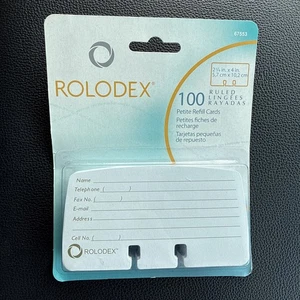 67553
2¼ in. x 4 in.
5,7 cm x 10,2 cm
ROLODEX®
100 RULED
LIGNÉES
RAYADAS
Petite Refill Cards
Petites fiches de
recharge
Tarjetas pequeñas
de repuesto
Name
Telephone ( )
Fax No. ( )
E-mail
Address
Cell No. ( )
ROLODEX®